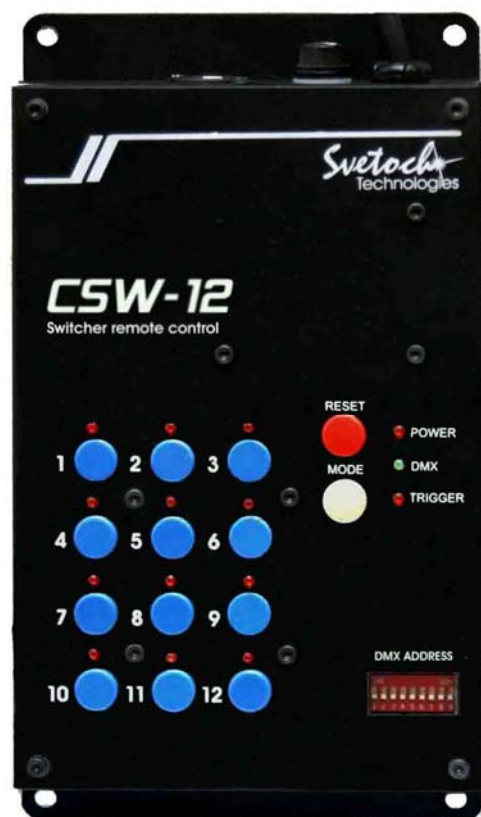 Svetoch
Technologies
CSW-12
Switcher remote control
RESET
POWER
1 2 3
MODE
DMX
TRIGGER
4 5 6
7 8 9
DMX ADDRESS
10 11 12